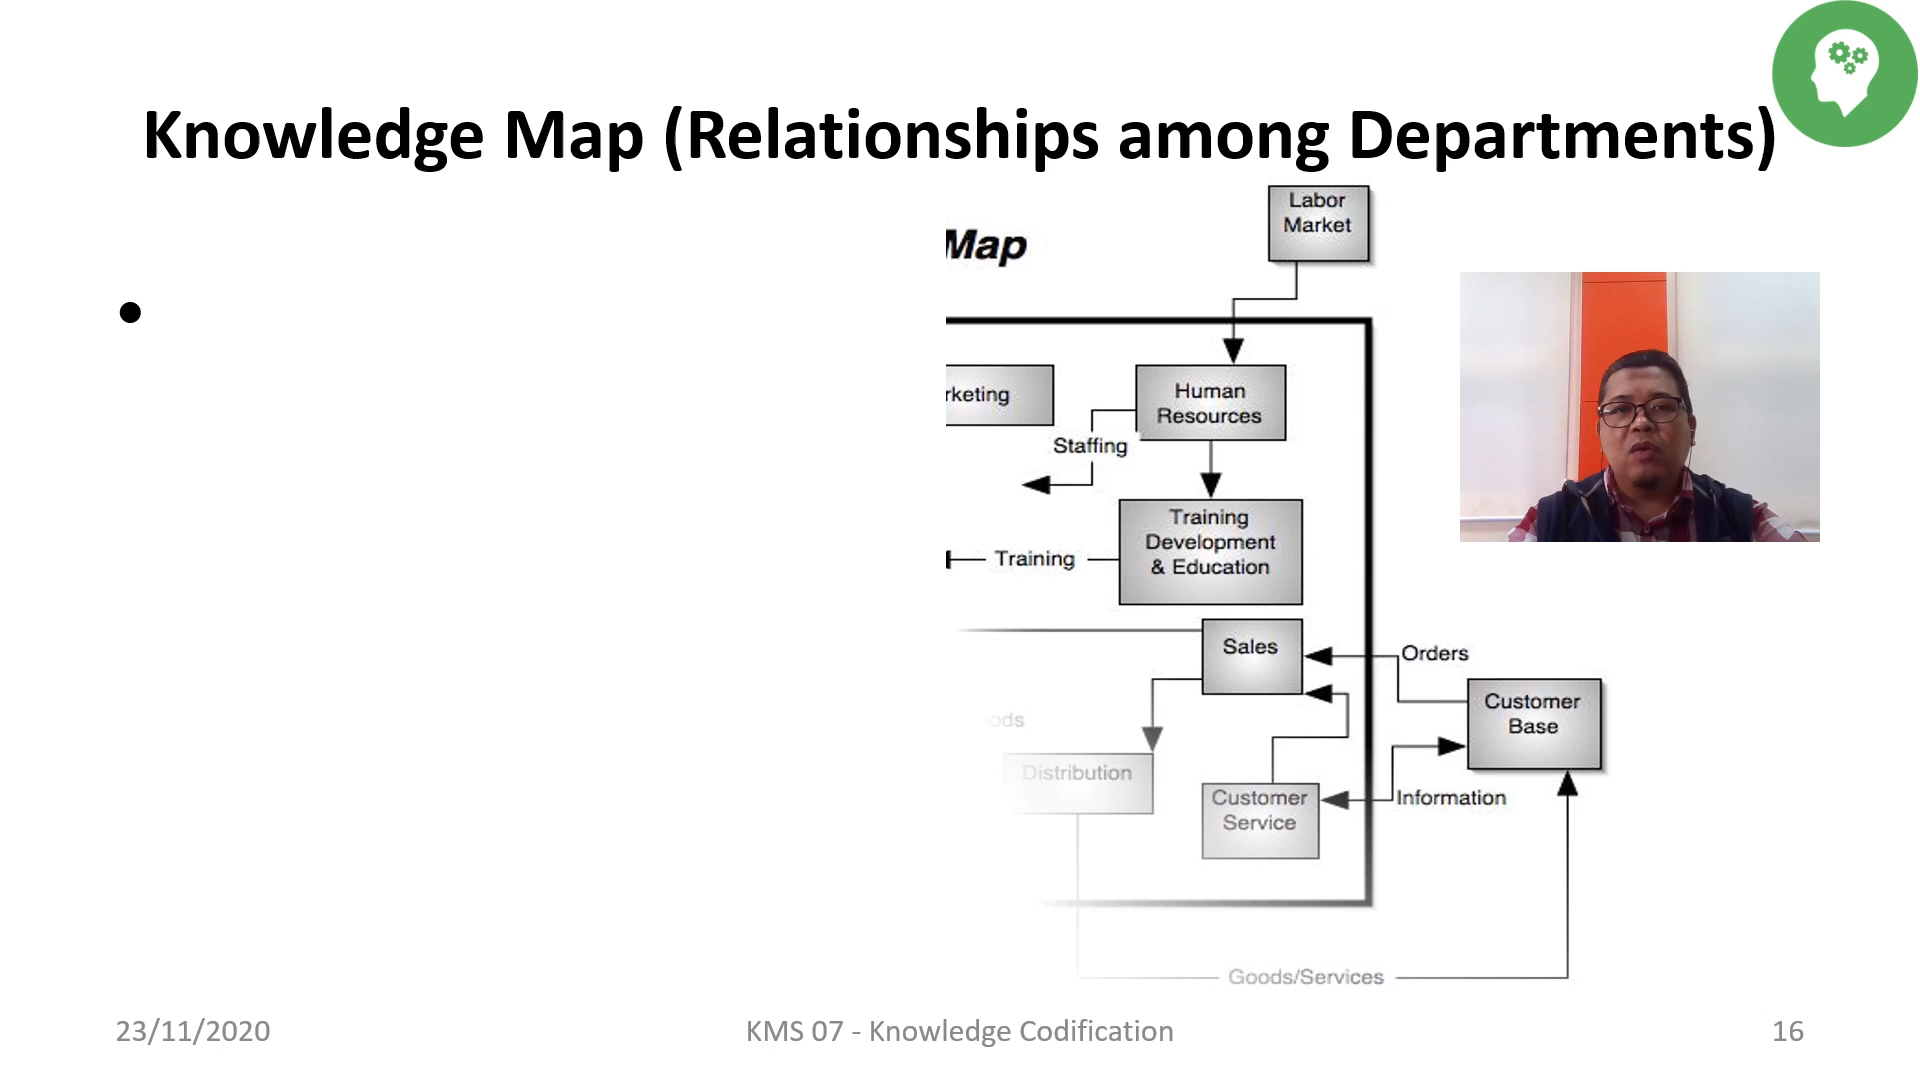 Knowledge Map (Relationships among Departments)
Labor
Market
Map
•
rketing
Human
Resources
Staffing
Training
Development
& Education
Training
Sales
Orders
Customer
Base
ods
Distribution
Customer
Service
Information
Goods/Services
23/11/2020
KMS 07 - Knowledge Codification
16